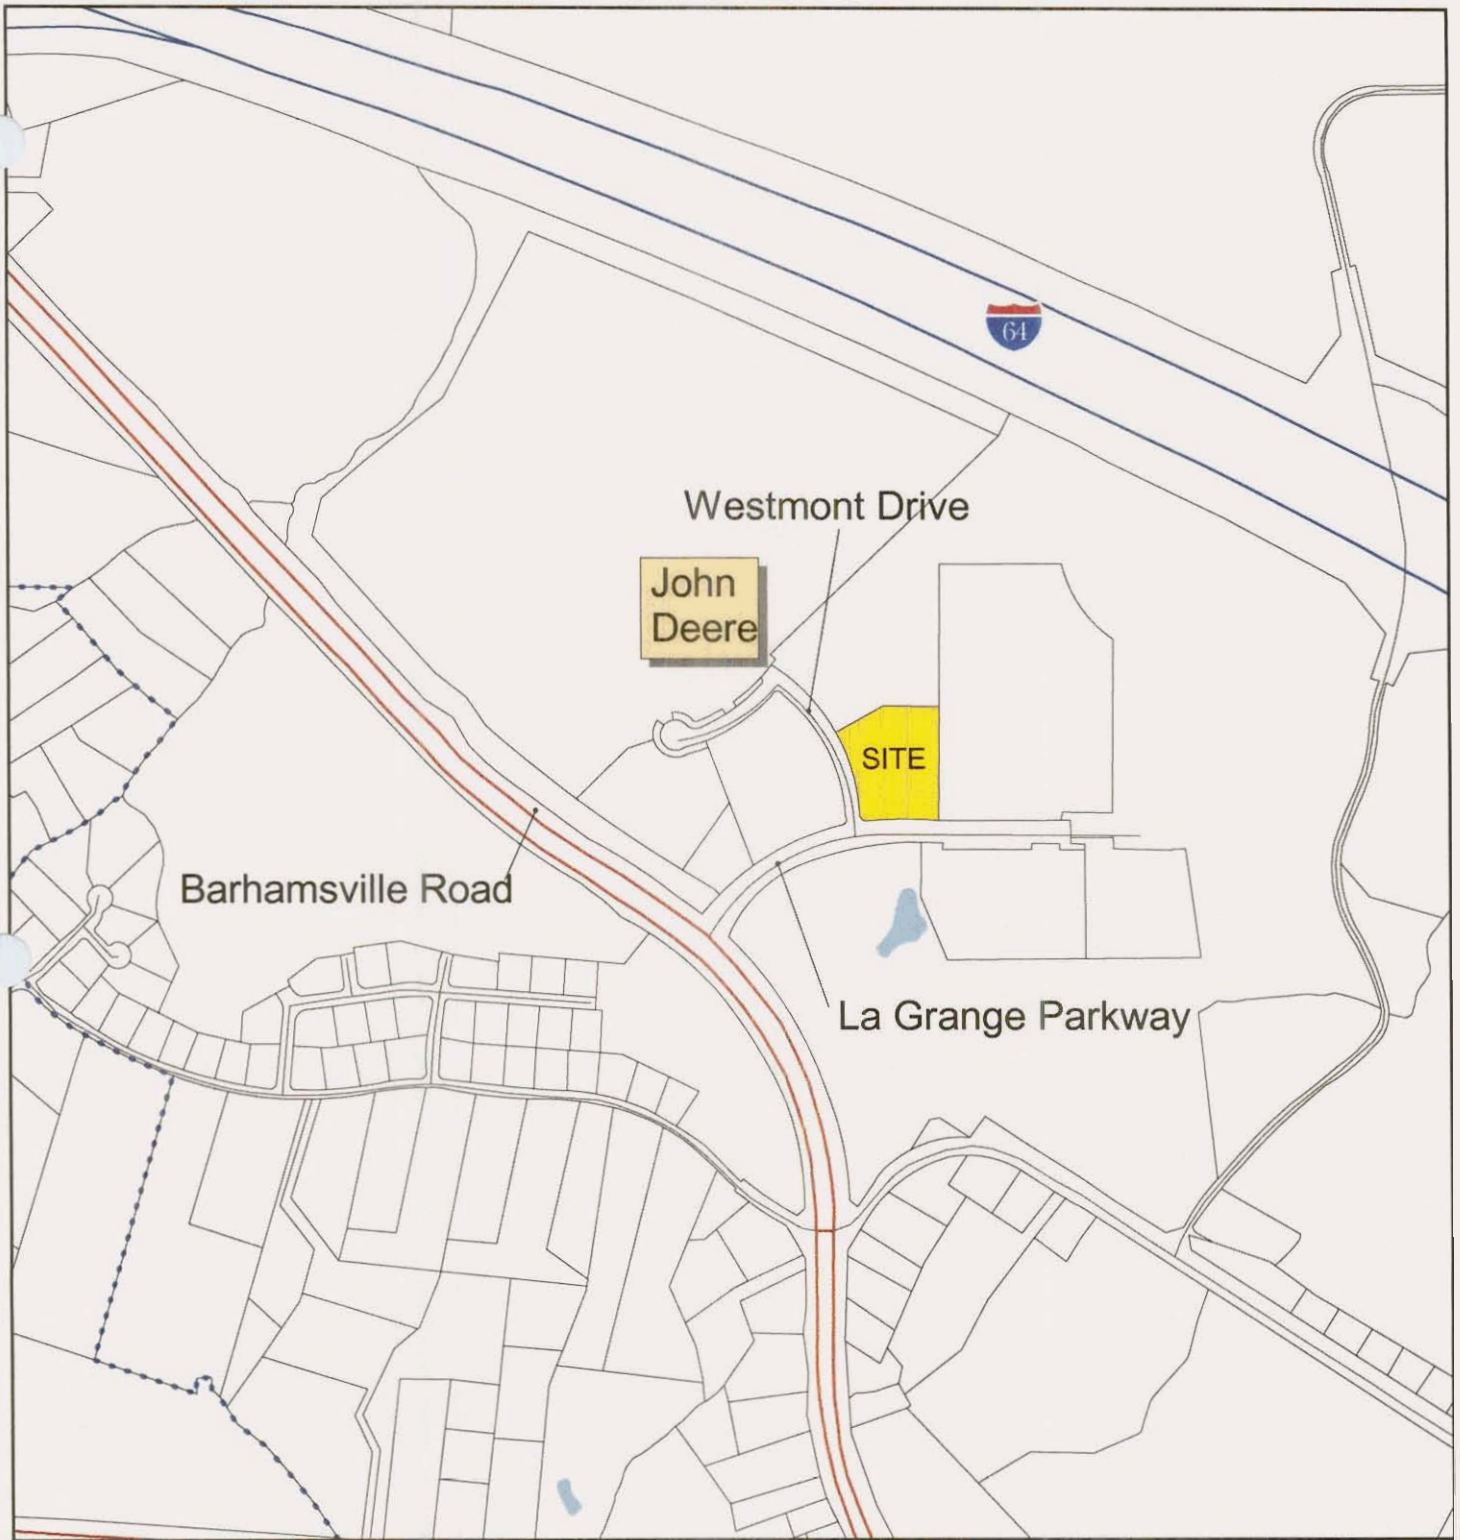 64
Westmont Drive
John
Deere
SITE
Barhamsville Road
La Grange Parkway